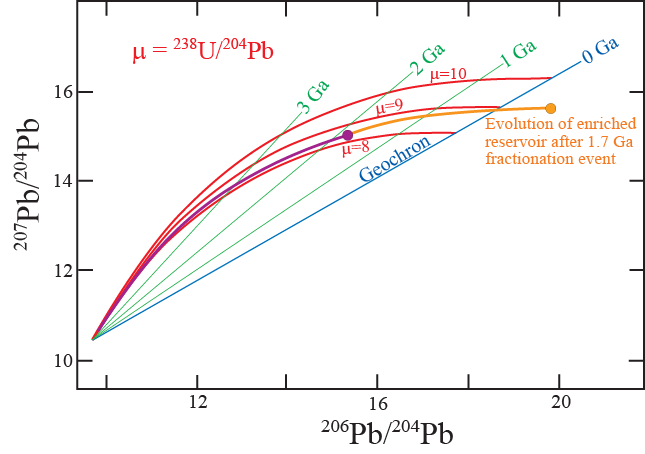 μ = ²³⁸U/²⁰⁴Pb
3 Ga
2 Ga
1 Ga
0 Ga
μ=10
μ=9
μ=8
Geochron
Evolution of enriched
reservoir after 1.7 Ga
fractionation event
16
14
12
10
²⁰⁷Pb/²⁰⁴Pb
12
16
20
²⁰⁶Pb/²⁰⁴Pb